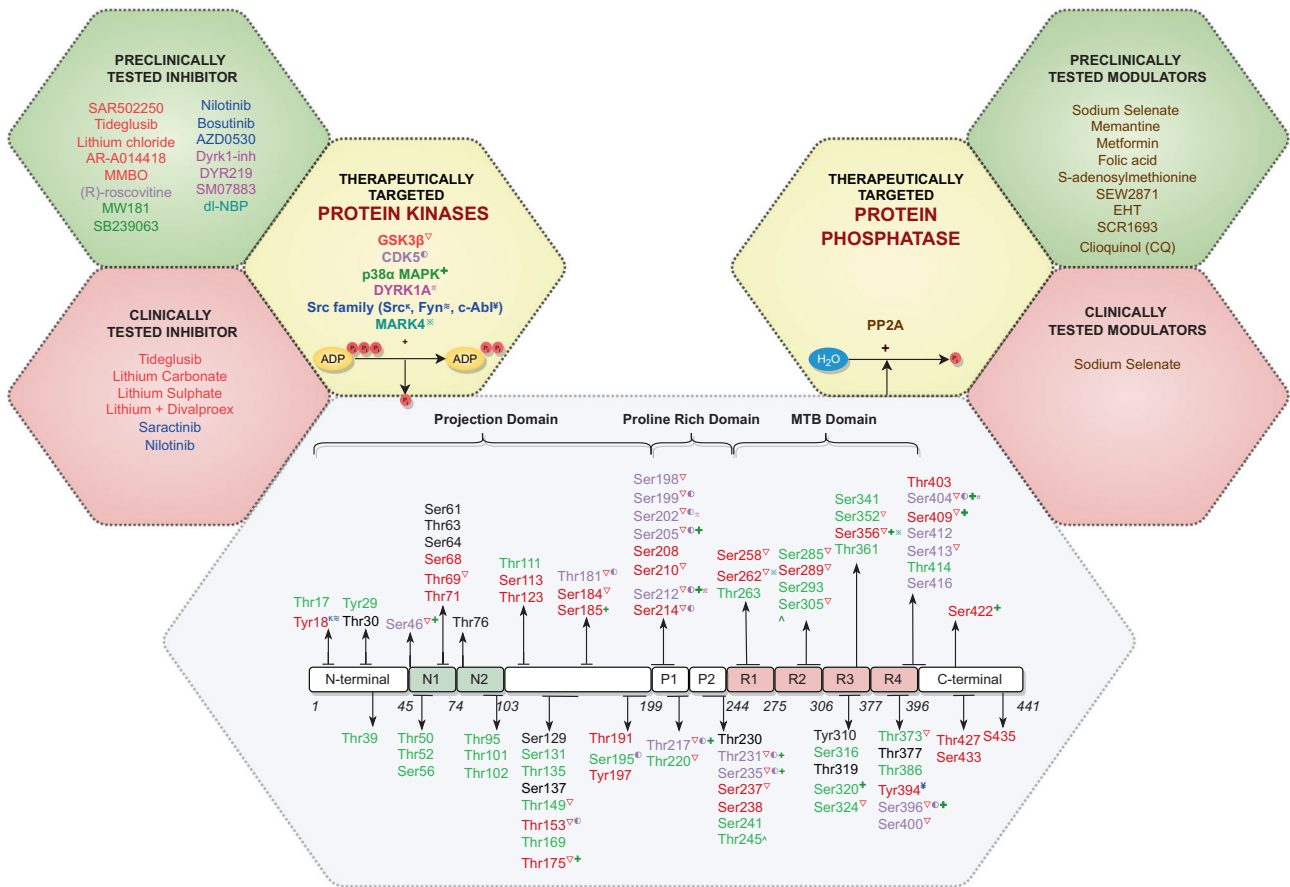 PRECLINICALLY
TESTED INHIBITOR
SAR502250
Tideglusib
Lithium chloride
AR-A014418
MMBO
(R)-roscovitine
MW181
SB239063
Nilotinib
Bosutinib
AZD0530
Dyrk1-inh
DYR219
SM07883
dl-NBP
CLINICALLY
TESTED INHIBITOR
Tideglusib
Lithium Carbonate
Lithium Sulphate
Lithium + Divalproex
Saractinib
Nilotinib
THERAPEUTICALLY
TARGETED
PROTEIN KINASES
GSK3β▽
CDK5◐
p38α MAPK✚
DYRK1A⌗
Src family (Srcᴷ, Fyn≋, c-Abl¥)
MARK4※
+
ADP
Pi Pi Pi
ADP
Pi Pi
Pi
THERAPEUTICALLY
TARGETED
PROTEIN
PHOSPHATASE
PP2A
+
H₂O
Pi
PRECLINICALLY
TESTED MODULATORS
Sodium Selenate
Memantine
Metformin
Folic acid
S-adenosylmethionine
SEW2871
EHT
SCR1693
Clioquinol (CQ)
CLINICALLY
TESTED MODULATORS
Sodium Selenate
Projection Domain
Proline Rich Domain
MTB Domain
Thr17
Tyr18ᴷ≋
Tyr29
Thr30
Ser46▽✚
Ser61
Thr63
Ser64
Ser68
Thr69▽
Thr71
Thr76
Thr111
Ser113
Thr123
Thr181▽◐
Ser184▽
Ser185✚
Ser198▽
Ser199▽◐
Ser202▽◐⌗
Ser205▽◐✚
Ser208
Ser210▽
Ser212▽◐✚⌗
Ser214▽◐
Ser258▽
Ser262▽※
Thr263
Ser285▽
Ser289▽
Ser293
Ser305▽
^
Ser341
Ser352▽
Ser356▽✚※
Thr361
Thr403
Ser404▽◐✚⌗
Ser409▽✚
Ser412
Ser413▽
Thr414
Ser416
Ser422✚
N-terminal
N1
N2
P1
P2
R1
R2
R3
R4
C-terminal
1
45
74
103
199
244
275
306
377
396
441
Thr39
Thr50
Thr52
Ser56
Thr95
Thr101
Thr102
Ser129
Ser131
Thr135
Ser137
Thr149▽
Thr153▽◐
Thr169
Thr175▽✚
Thr191
Ser195◐
Tyr197
Thr217▽◐✚
Thr220▽
Thr230
Thr231▽◐✚
Ser235▽◐✚
Ser237▽
Ser238
Ser241
Thr245^
Tyr310
Ser316
Thr319
Ser320✚
Ser324▽
Thr373▽
Thr377
Thr386
Tyr394¥
Ser396▽◐✚
Ser400▽
Thr427
Ser433
S435